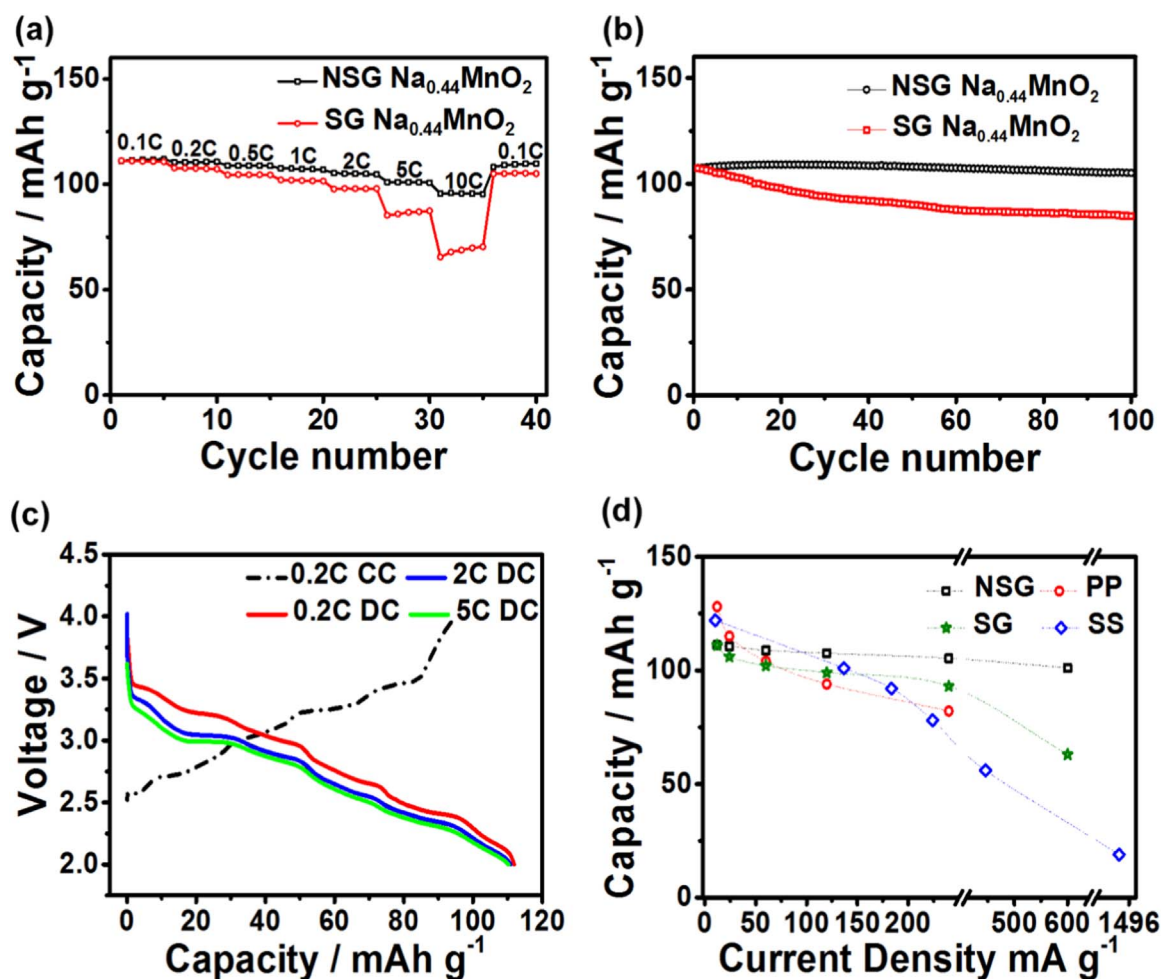 (a)
150
100
50
0
Capacity / mAh g⁻¹
NSG Na₀.₄₄MnO₂
SG Na₀.₄₄MnO₂
0.1C 0.2C 0.5C 1C 2C 5C 10C 0.1C
0 10 20 30 40
Cycle number
(b)
150
100
50
0
Capacity / mAh g⁻¹
NSG Na₀.₄₄MnO₂
SG Na₀.₄₄MnO₂
0 20 40 60 80 100
Cycle number
(c)
4.5
4.0
3.5
3.0
2.5
2.0
Voltage / V
0.2C CC 2C DC
0.2C DC 5C DC
0 20 40 60 80 100 120
Capacity / mAh g⁻¹
(d)
150
100
50
0
Capacity / mAh g⁻¹
NSG PP
SG SS
0 50 100 150 200 500 600 1496
Current Density mA g⁻¹